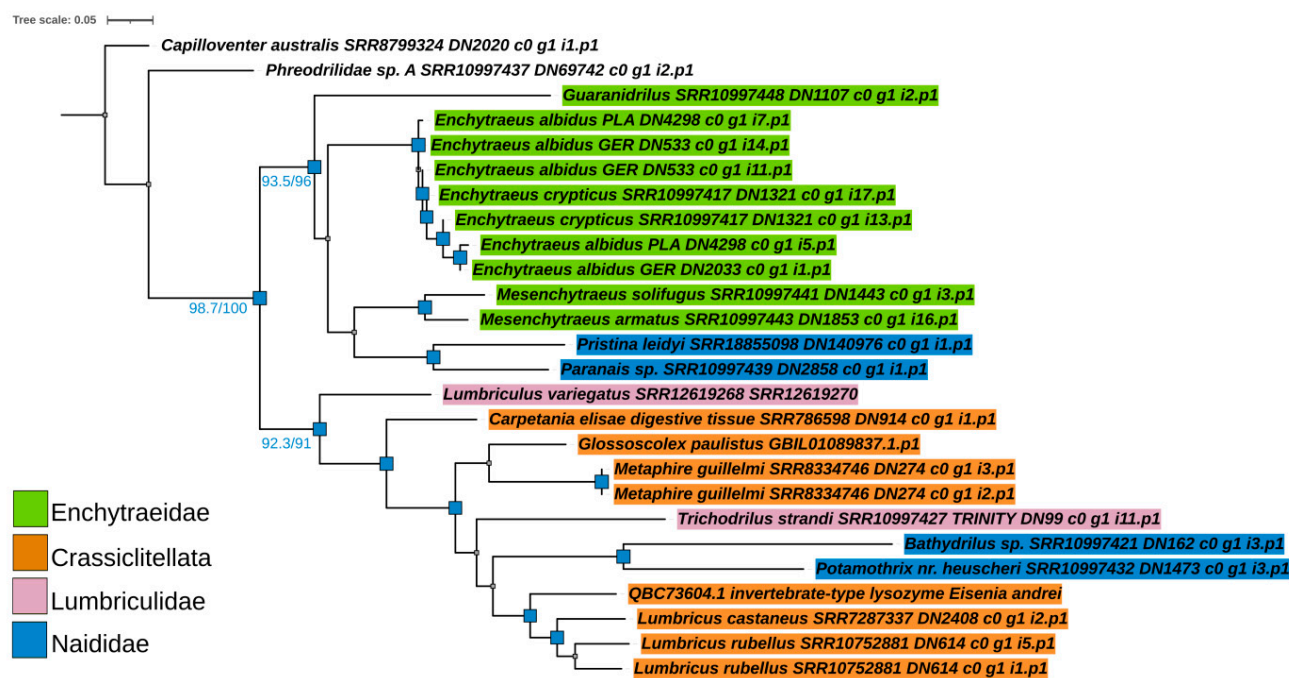 Tree scale: 0.05
Capilloventer australis SRR8799324 DN2020 c0 g1 i1.p1
Phreodrilidae sp. A SRR10997437 DN69742 c0 g1 i2.p1
Guaranidrilus SRR10997448 DN1107 c0 g1 i2.p1
Enchytraeus albidus PLA DN4298 c0 g1 i7.p1
Enchytraeus albidus GER DN533 c0 g1 i14.p1
Enchytraeus albidus GER DN533 c0 g1 i11.p1
93.5/96
Enchytraeus crypticus SRR10997417 DN1321 c0 g1 i17.p1
Enchytraeus crypticus SRR10997417 DN1321 c0 g1 i13.p1
Enchytraeus albidus PLA DN4298 c0 g1 i5.p1
Enchytraeus albidus GER DN2033 c0 g1 i1.p1
Mesenchytraeus solifugus SRR10997441 DN1443 c0 g1 i3.p1
98.7/100
Mesenchytraeus armatus SRR10997443 DN1853 c0 g1 i16.p1
Pristina leidyi SRR18855098 DN140976 c0 g1 i1.p1
Paranais sp. SRR10997439 DN2858 c0 g1 i1.p1
Lumbriculus variegatus SRR12619268 SRR12619270
Carpetania elisae digestive tissue SRR786598 DN914 c0 g1 i1.p1
92.3/91
Glossoscolex paulistus GBIL01089837.1.p1
Metaphire guillelmi SRR8334746 DN274 c0 g1 i3.p1
Metaphire guillelmi SRR8334746 DN274 c0 g1 i2.p1
Trichodrilus strandi SRR10997427 TRINITY DN99 c0 g1 i11.p1
Bathydrilus sp. SRR10997421 DN162 c0 g1 i3.p1
Potamothrix nr. heuscheri SRR10997432 DN1473 c0 g1 i3.p1
QBC73604.1 invertebrate-type lysozyme Eisenia andrei
Lumbricus castaneus SRR7287337 DN2408 c0 g1 i2.p1
Lumbricus rubellus SRR10752881 DN614 c0 g1 i5.p1
Lumbricus rubellus SRR10752881 DN614 c0 g1 i1.p1
Enchytraeidae
Crassiclitellata
Lumbriculidae
Naididae